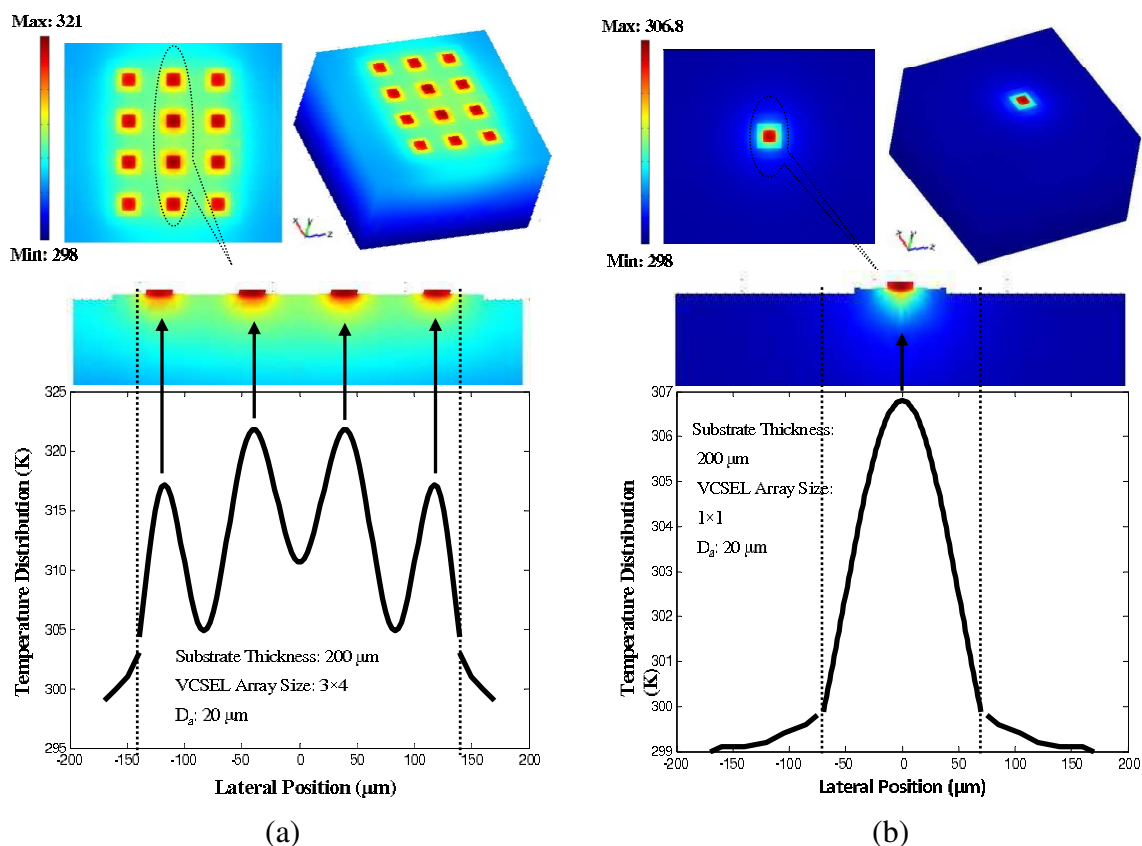 Max: 321
Min: 298
x y z
325
320
315
310
305
300
295
-200 -150 -100 -50 0 50 100 150 200
Temperature Distribution (K)
Lateral Position (µm)
Substrate Thickness: 200 µm
VCSEL Array Size: 3×4
Dₐ: 20 µm
(a)
Max: 306.8
Min: 298
x y z
307
306
305
304
303
302
301
300
299
-200 -150 -100 -50 0 50 100 150 200
Temperature Distribution
(K)
Lateral Position (µm)
Substrate Thickness:
200 µm
VCSEL Array Size:
1×1
Dₐ: 20 µm
(b)